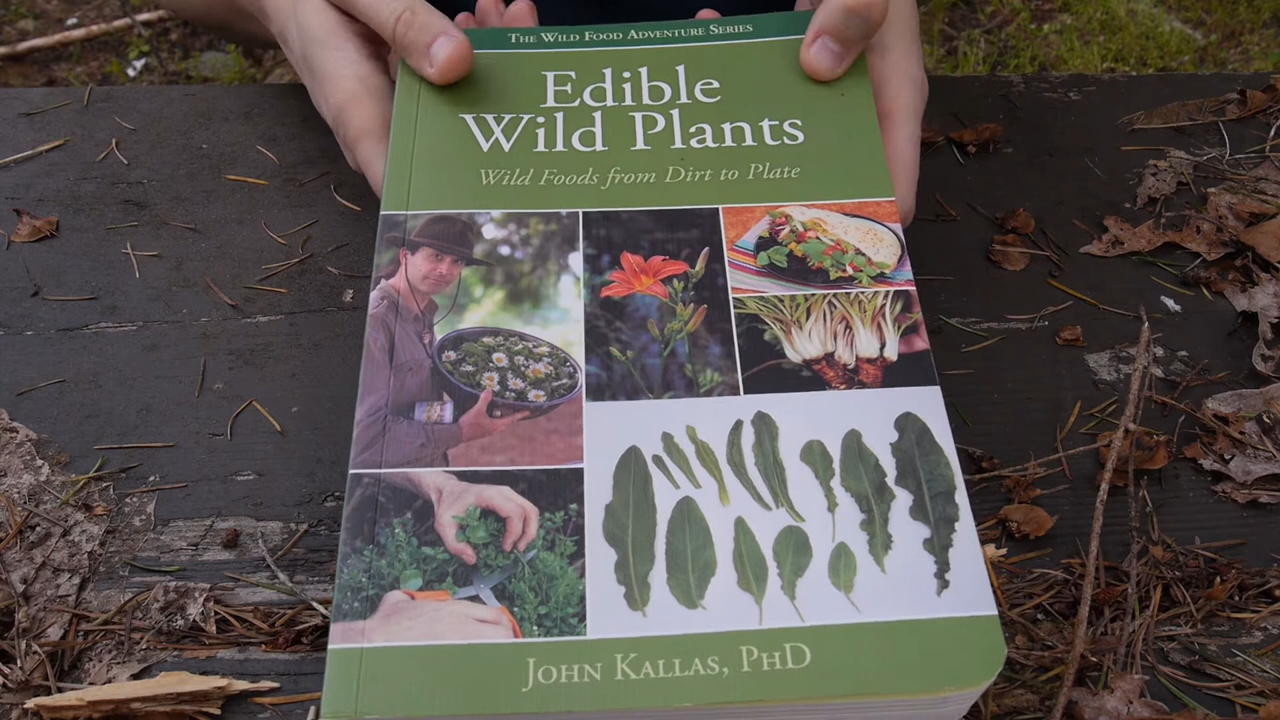 The Wild Food Adventure Series
Edible
Wild Plants
Wild Foods from Dirt to Plate
John Kallas, PhD